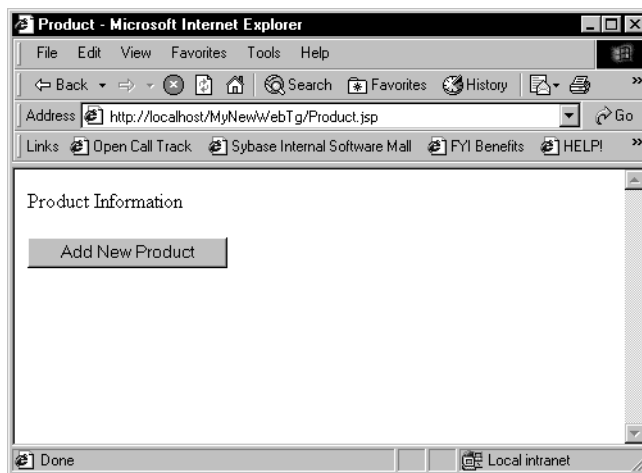 Product - Microsoft Internet Explorer
File Edit View Favorites Tools Help
Back Search Favorites History »
Address http://localhost/MyNewWebTg/Product.jsp Go
Links Open Call Track Sybase Internal Software Mall FYI Benefits HELP! »
Product Information
Add New Product
Done Local intranet